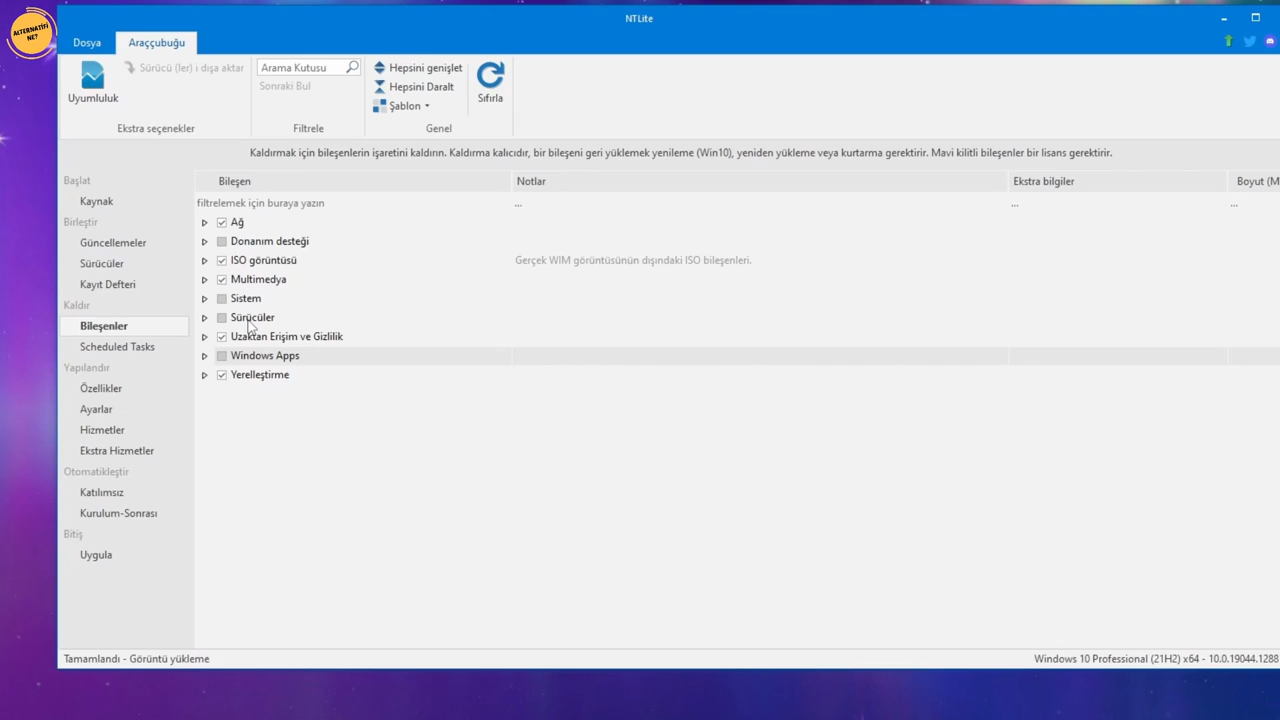 ALTERNATİFİ
NE?
NTLite
Dosya
Araççubuğu
Uyumluluk
Sürücü (ler) i dışa aktar
Ekstra seçenekler
Arama Kutusu
Sonraki Bul
Filtrele
Hepsini genişlet
Hepsini Daralt
Şablon
Genel
Sıfırla
Kaldırmak için bileşenlerin işaretini kaldırın. Kaldırma kalıcıdır, bir bileşeni geri yüklemek yenileme (Win10), yeniden yükleme veya kurtarma gerektirir. Mavi kilitli bileşenler bir lisans gerektirir.
Başlat
Kaynak
Birleştir
Güncellemeler
Sürücüler
Kayıt Defteri
Kaldır
Bileşenler
Scheduled Tasks
Yapılandır
Özellikler
Ayarlar
Hizmetler
Ekstra Hizmetler
Otomatikleştir
Katılımsız
Kurulum-Sonrası
Bitiş
Uygula
Bileşen Notlar Ekstra bilgiler Boyut (M
filtrelemek için buraya yazın ... ... ...
Ağ
Donanım desteği
ISO görüntüsü Gerçek WIM görüntüsünün dışındaki ISO bileşenleri.
Multimedya
Sistem
Sürücüler
Uzaktan Erişim ve Gizlilik
Windows Apps
Yerelleştirme
Tamamlandı - Görüntü yükleme
Windows 10 Professional (21H2) x64 - 10.0.19044.1288